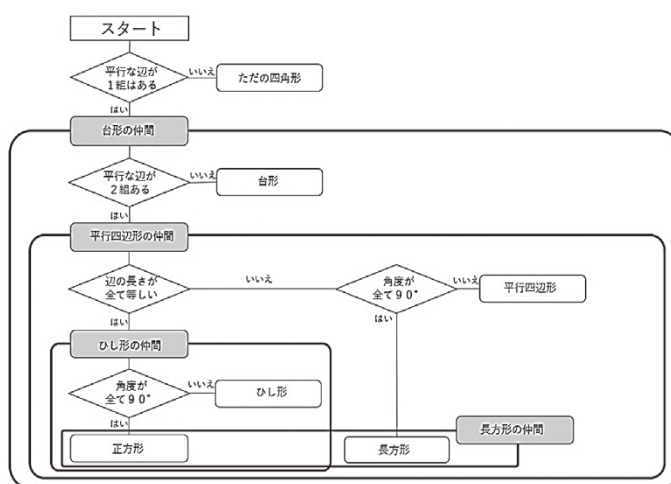 スタート
平行な辺が
1組はある
いいえ
ただの四角形
はい
台形の仲間
平行な辺が
2組ある
いいえ
台形
はい
平行四辺形の仲間
辺の長さが
全て等しい
いいえ
角度が
全て90°
いいえ
平行四辺形
はい
はい
ひし形の仲間
角度が
全て90°
いいえ
ひし形
はい
長方形の仲間
正方形
長方形